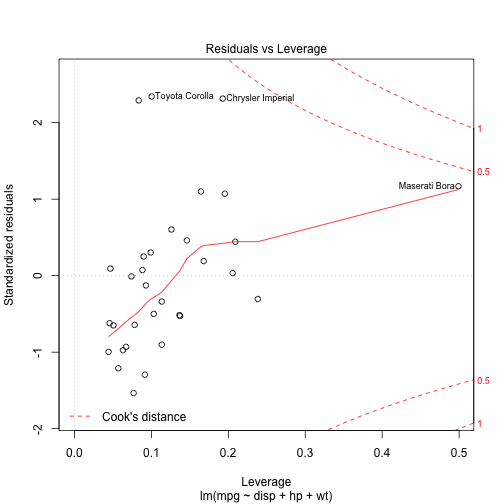 Residuals vs Leverage
Toyota Corolla
Chrysler Imperial
1
0.5
Maserati Bora
0.5
1
Cook's distance
Standardized residuals
2
1
0
-1
-2
0.0 0.1 0.2 0.3 0.4 0.5
Leverage
lm(mpg ~ disp + hp + wt)